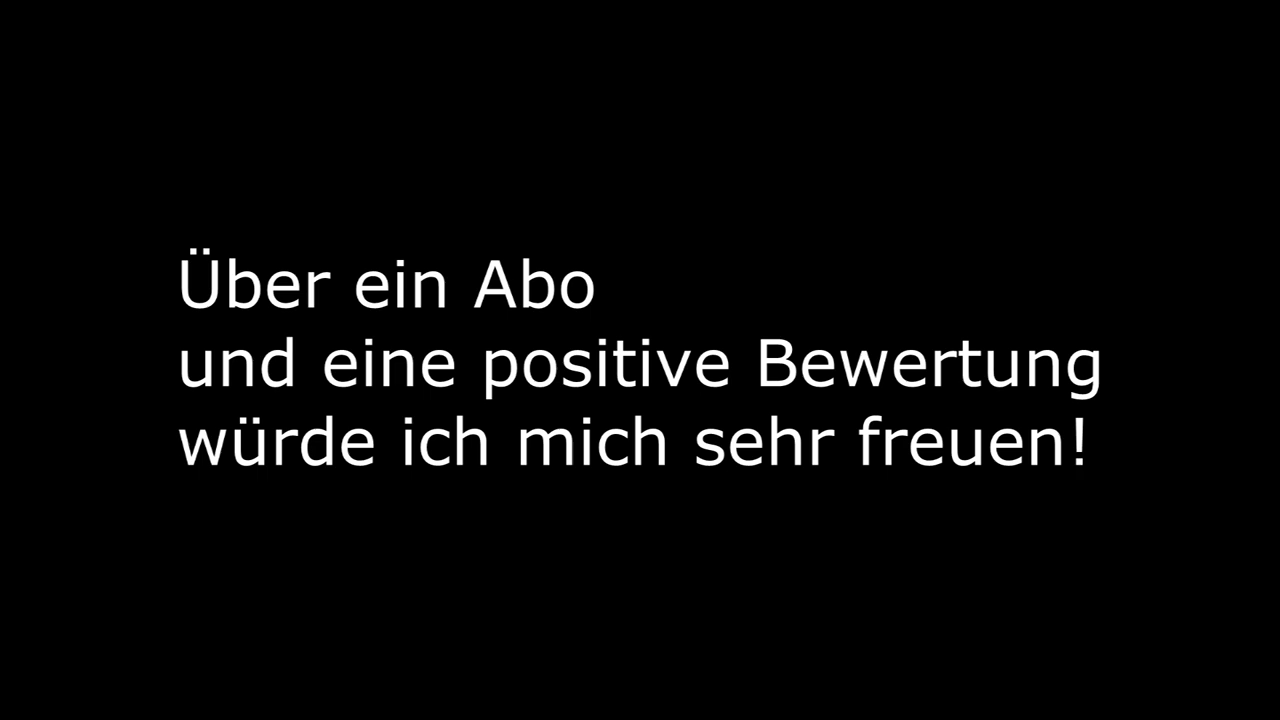 Über ein Abo
und eine positive Bewertung
würde ich mich sehr freuen!